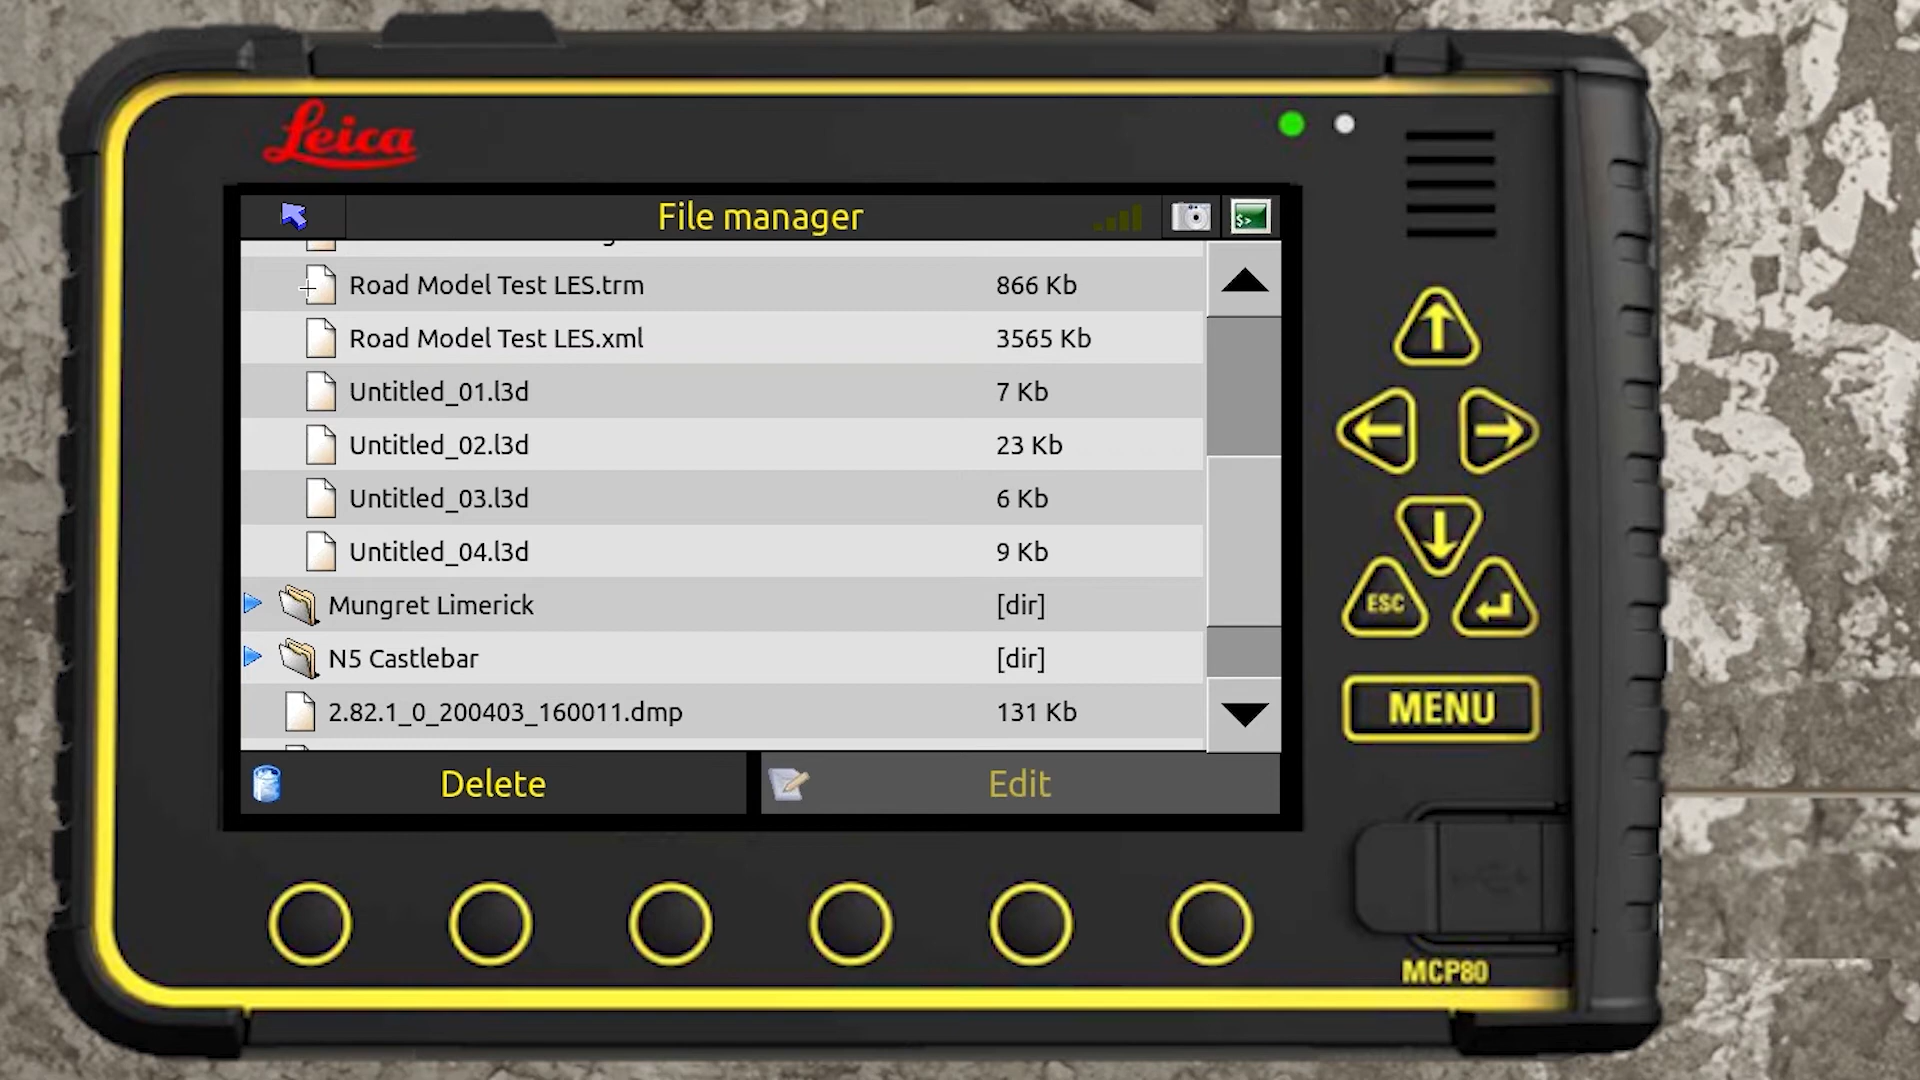 Leica
File manager
$>
Road Model Test LES.trm 866 Kb
Road Model Test LES.xml 3565 Kb
Untitled_01.l3d 7 Kb
Untitled_02.l3d 23 Kb
Untitled_03.l3d 6 Kb
Untitled_04.l3d 9 Kb
Mungret Limerick [dir]
N5 Castlebar [dir]
2.82.1_0_200403_160011.dmp 131 Kb
Delete Edit
ESC
MENU
MCP80